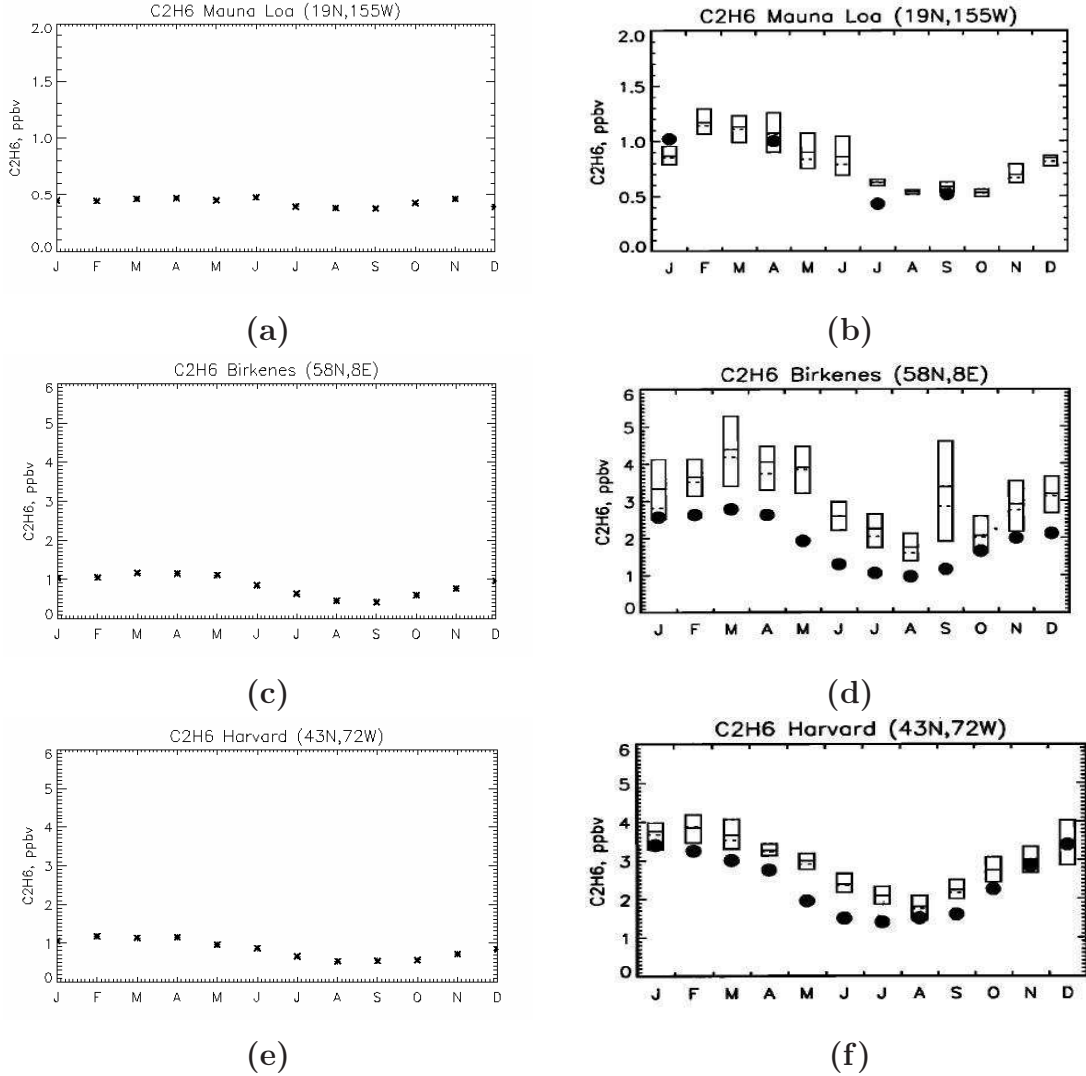 C2H6 Mauna Loa (19N,155W)
2.0
1.5
1.0
0.5
0.0
C2H6, ppbv
J F M A M J J A S O N D
(a)
C2H6 Mauna Loa (19N,155W)
2.0
1.5
1.0
0.5
0.0
C2H6, ppbv
J F M A M J J A S O N D
(b)
C2H6 Birkenes (58N,8E)
6
5
4
3
2
1
0
C2H6, ppbv
J F M A M J J A S O N D
(c)
C2H6 Birkenes (58N,8E)
6
5
4
3
2
1
0
C2H6, ppbv
J F M A M J J A S O N D
(d)
C2H6 Harvard (43N,72W)
6
5
4
3
2
1
0
C2H6, ppbv
J F M A M J J A S O N D
(e)
C2H6 Harvard (43N,72W)
6
5
4
3
2
1
0
C2H6, ppbv
J F M A M J J A S O N D
(f)